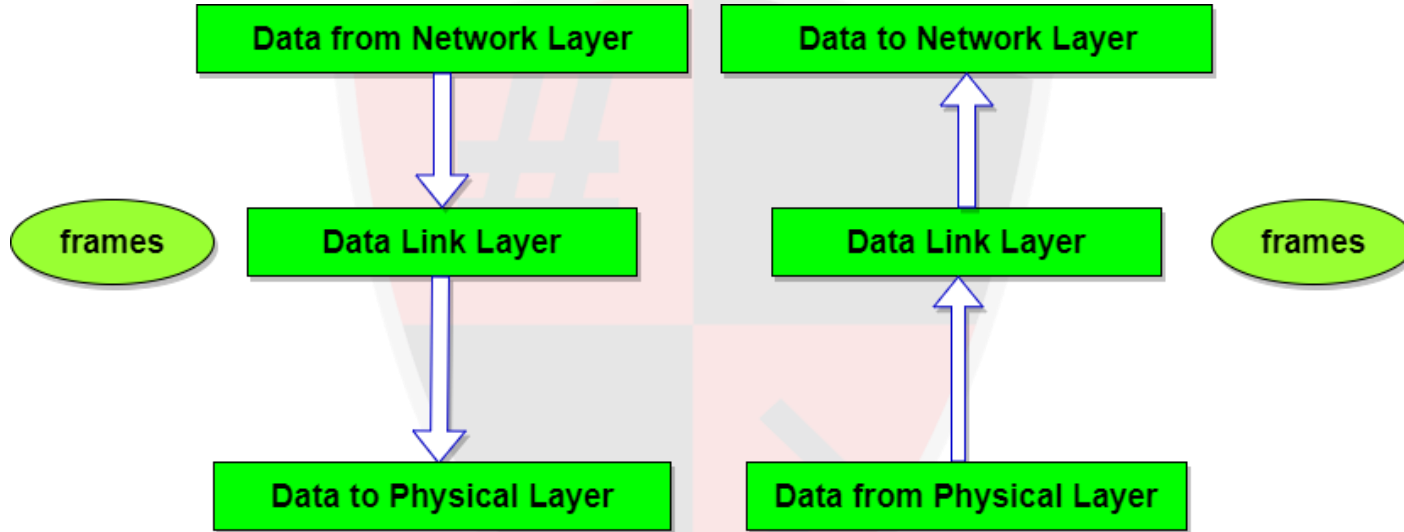 Data from Network Layer
Data to Network Layer
frames
Data Link Layer
Data Link Layer
frames
Data to Physical Layer
Data from Physical Layer